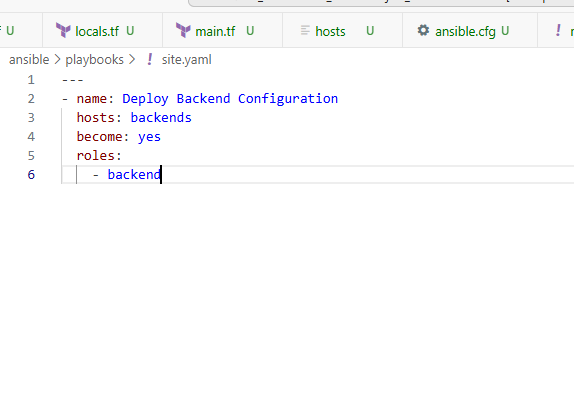 U locals.tf U main.tf U hosts U ansible.cfg U
ansible > playbooks > ! site.yaml
1 ---
2 - name: Deploy Backend Configuration
3 hosts: backends
4 become: yes
5 roles:
6 - backend